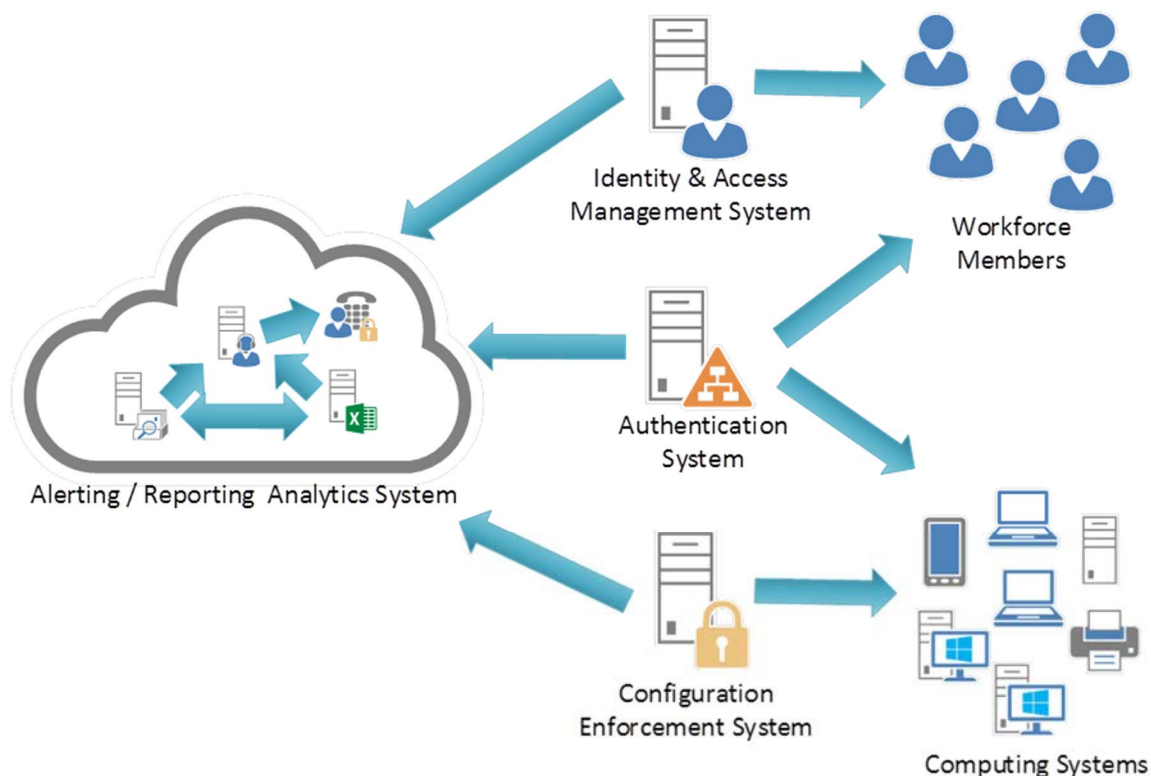 Identity & Access
Management System
Workforce
Members
Authentication
System
Alerting / Reporting  Analytics System
Configuration
Enforcement System
Computing Systems